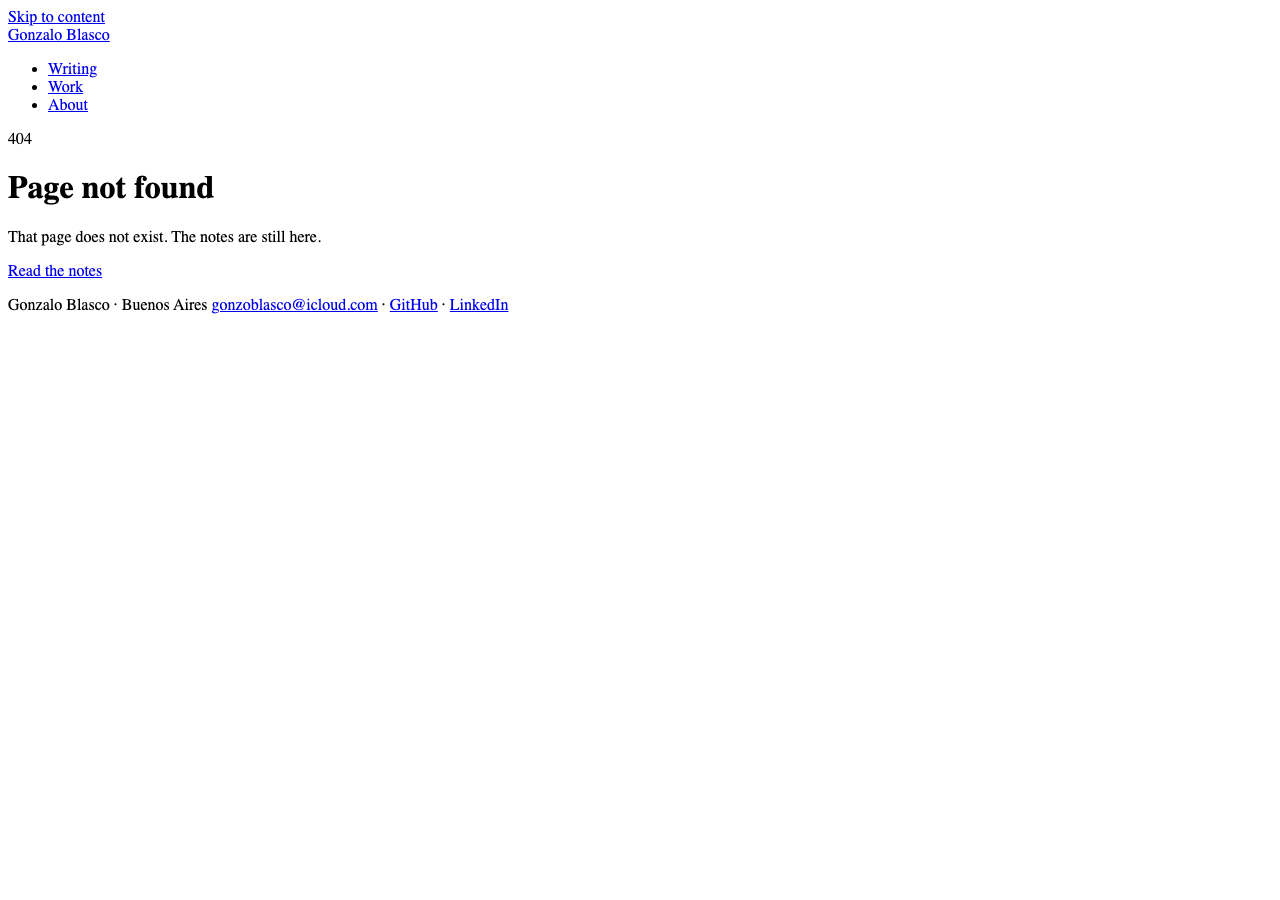 Skip to content
Gonzalo Blasco
Writing
Work
About
404
Page not found
That page does not exist. The notes are still here.
Read the notes
Gonzalo Blasco · Buenos Aires gonzoblasco@icloud.com · GitHub · LinkedIn